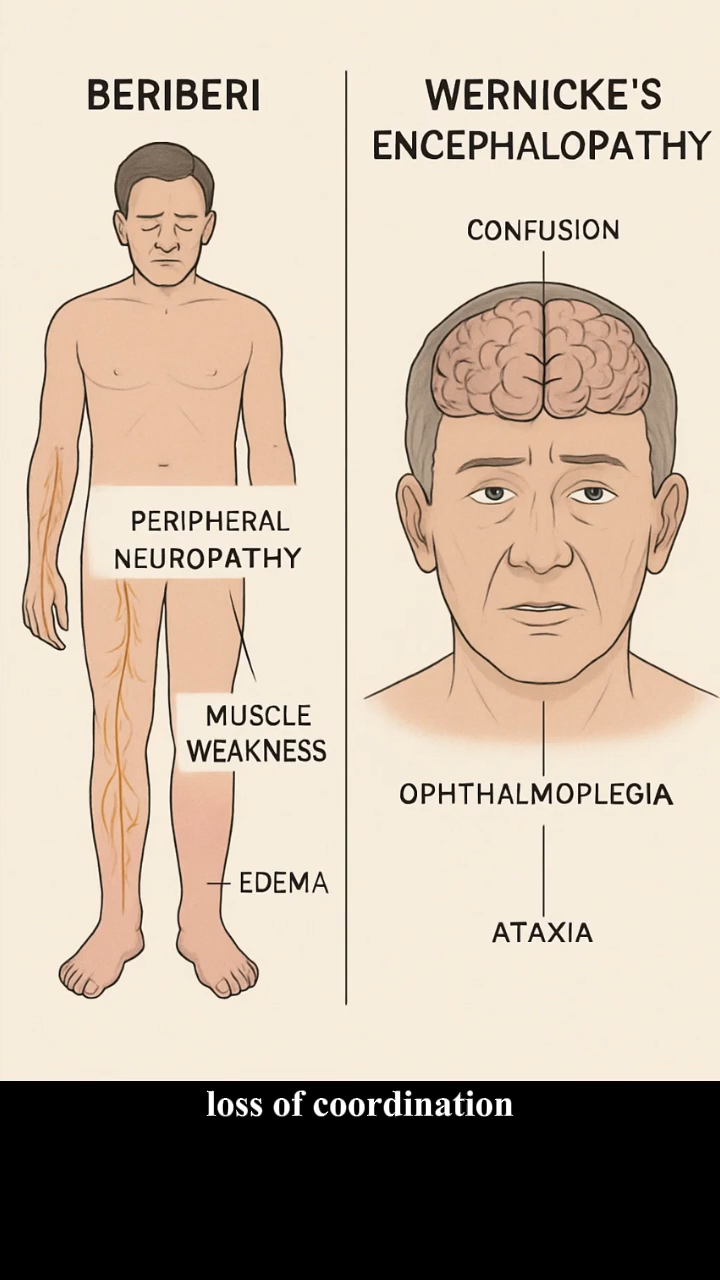 BERIBERI
PERIPHERAL
NEUROPATHY
MUSCLE
WEAKNESS
EDEMA
WERNICKE'S
ENCEPHALOPATHY
CONFUSION
OPHTHALMOPLEGIA
ATAXIA
loss of coordination